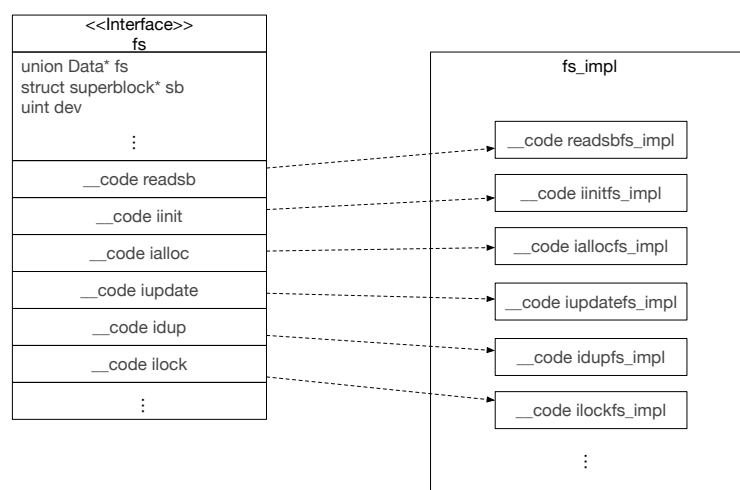 <<Interface>>
fs
union Data* fs
struct superblock* sb
uint dev
⋮
__code readsb
__code iinit
__code ialloc
__code iupdate
__code idup
__code ilock
⋮
fs_impl
__code readsbfs_impl
__code iinitfs_impl
__code iallocfs_impl
__code iupdatefs_impl
__code idupfs_impl
__code ilockfs_impl
⋮